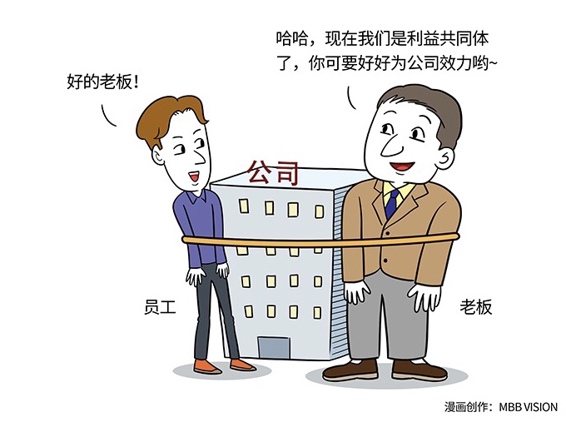 哈哈，现在我们是利益共同体
了，你可要好好为公司效力哟~
好的老板！
公司
员工
老板
漫画创作：MBB VISION